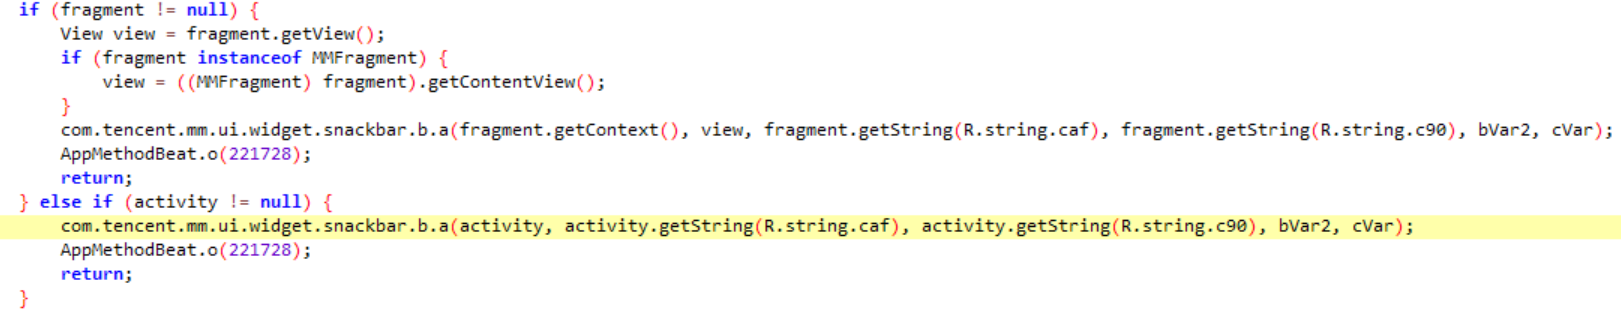 if (fragment != null) {
View view = fragment.getView();
if (fragment instanceof MMFragment) {
view = ((MMFragment) fragment).getContentView();
}
com.tencent.mm.ui.widget.snackbar.b.a(fragment.getContext(), view, fragment.getString(R.string.caf), fragment.getString(R.string.c90), bVar2, cVar);
AppMethodBeat.o(221728);
return;
} else if (activity != null) {
com.tencent.mm.ui.widget.snackbar.b.a(activity, activity.getString(R.string.caf), activity.getString(R.string.c90), bVar2, cVar);
AppMethodBeat.o(221728);
return;
}